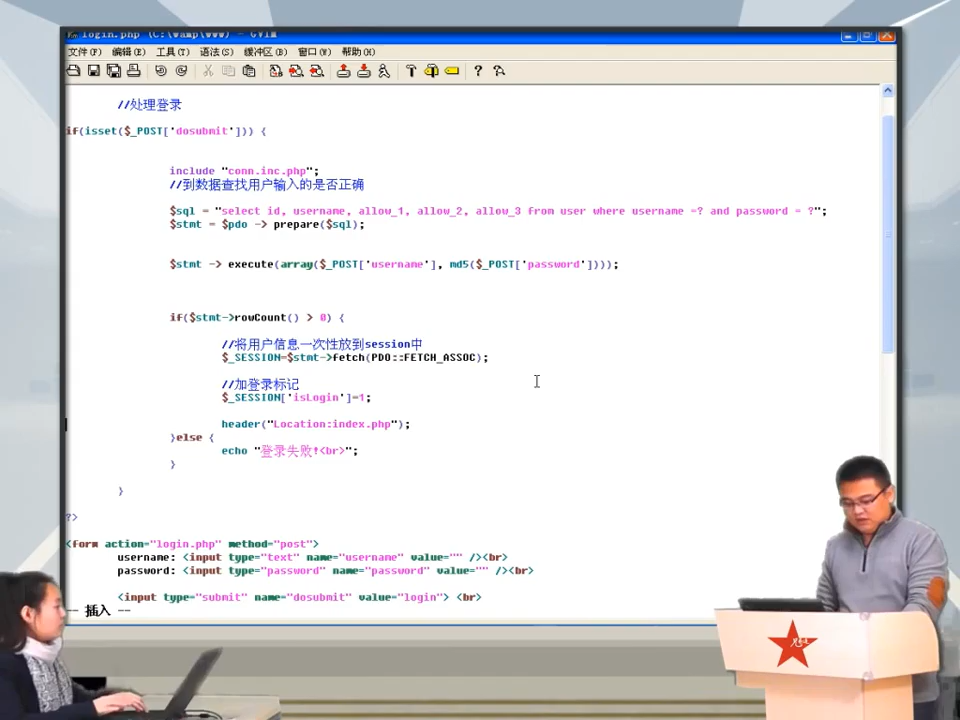 login.php (C:\wamp\www) - GVIM
文件(F) 编辑(E) 工具(T) 语法(S) 缓冲区(B) 窗口(W) 帮助(H)
//处理登录
if(isset($_POST['dosubmit'])) {
include "conn.inc.php";
//到数据查找用户输入的是否正确
$sql = "select id, username, allow_1, allow_2, allow_3 from user where username =? and password = ?";
$stmt = $pdo -> prepare($sql);
$stmt -> execute(array($_POST['username'], md5($_POST['password'])));
if($stmt->rowCount() > 0) {
//将用户信息一次性放到session中
$_SESSION=$stmt->fetch(PDO::FETCH_ASSOC);
//加登录标记
$_SESSION['isLogin']=1;
header("Location:index.php");
}else {
echo "登录失败!<br>";
}
}
?>
<form action="login.php" method="post">
username: <input type="text" name="username" value="" /><br>
password: <input type="password" name="password" value="" /><br>
<input type="submit" name="dosubmit" value="login"> <br>
-- 插入 --